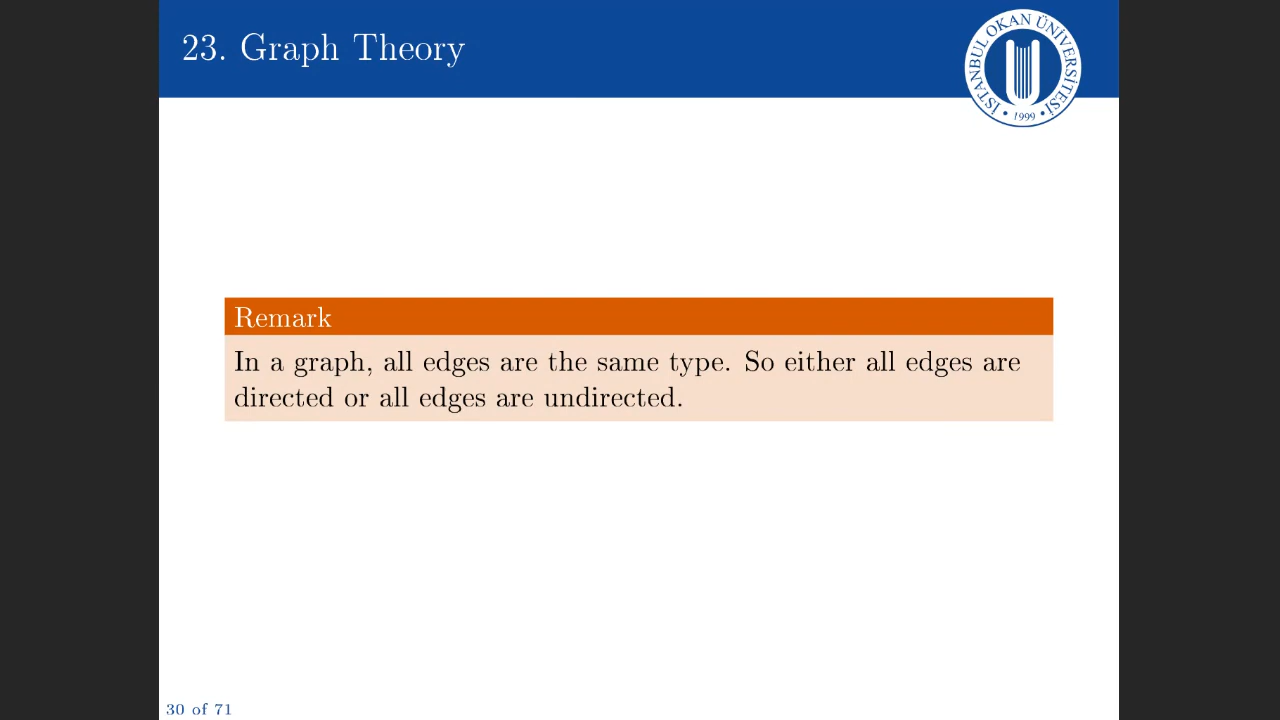 23. Graph Theory
İSTANBUL OKAN ÜNİVERSİTESİ
1999
Remark
In a graph, all edges are the same type. So either all edges are
directed or all edges are undirected.
30 of 71